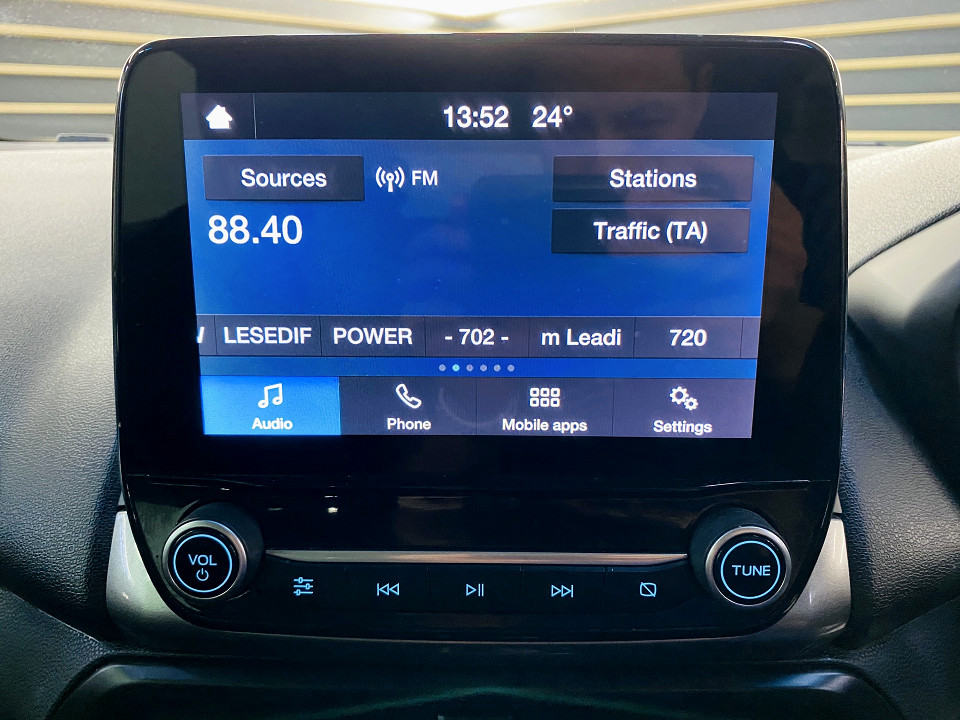 13:52 24°
Sources FM Stations
88.40 Traffic (TA)
LESEDIF POWER - 702 - m Leadi 720
Audio Phone Mobile apps Settings
VOL TUNE